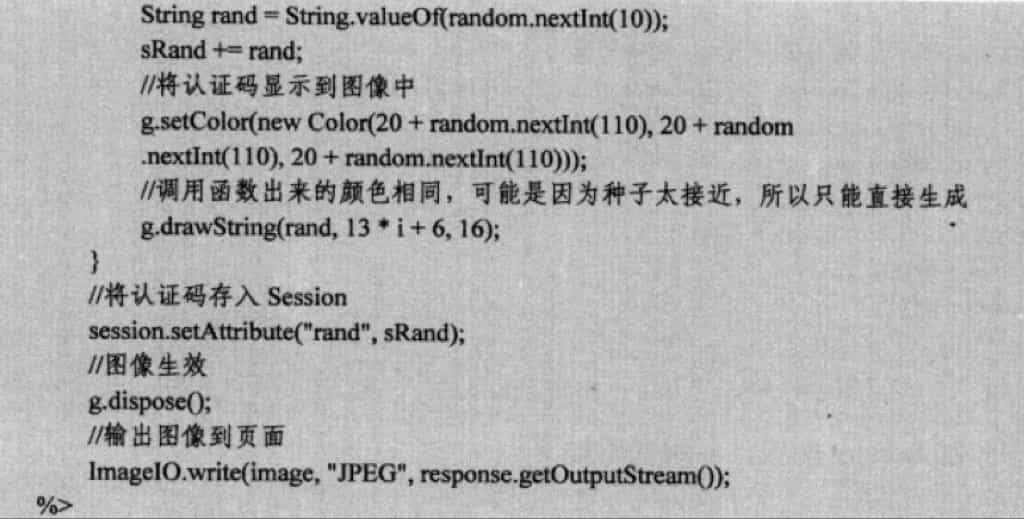 String rand = String.valueOf(random.nextInt(10));
sRand += rand;
//将认证码显示到图像中
g.setColor(new Color(20 + random.nextInt(110), 20 + random
.nextInt(110), 20 + random.nextInt(110)));
//调用函数出来的颜色相同，可能是因为种子太接近，所以只能直接生成
g.drawString(rand, 13 * i + 6, 16);
}
//将认证码存入 Session
session.setAttribute("rand", sRand);
//图像生效
g.dispose();
//输出图像到页面
ImageIO.write(image, "JPEG", response.getOutputStream());
%>